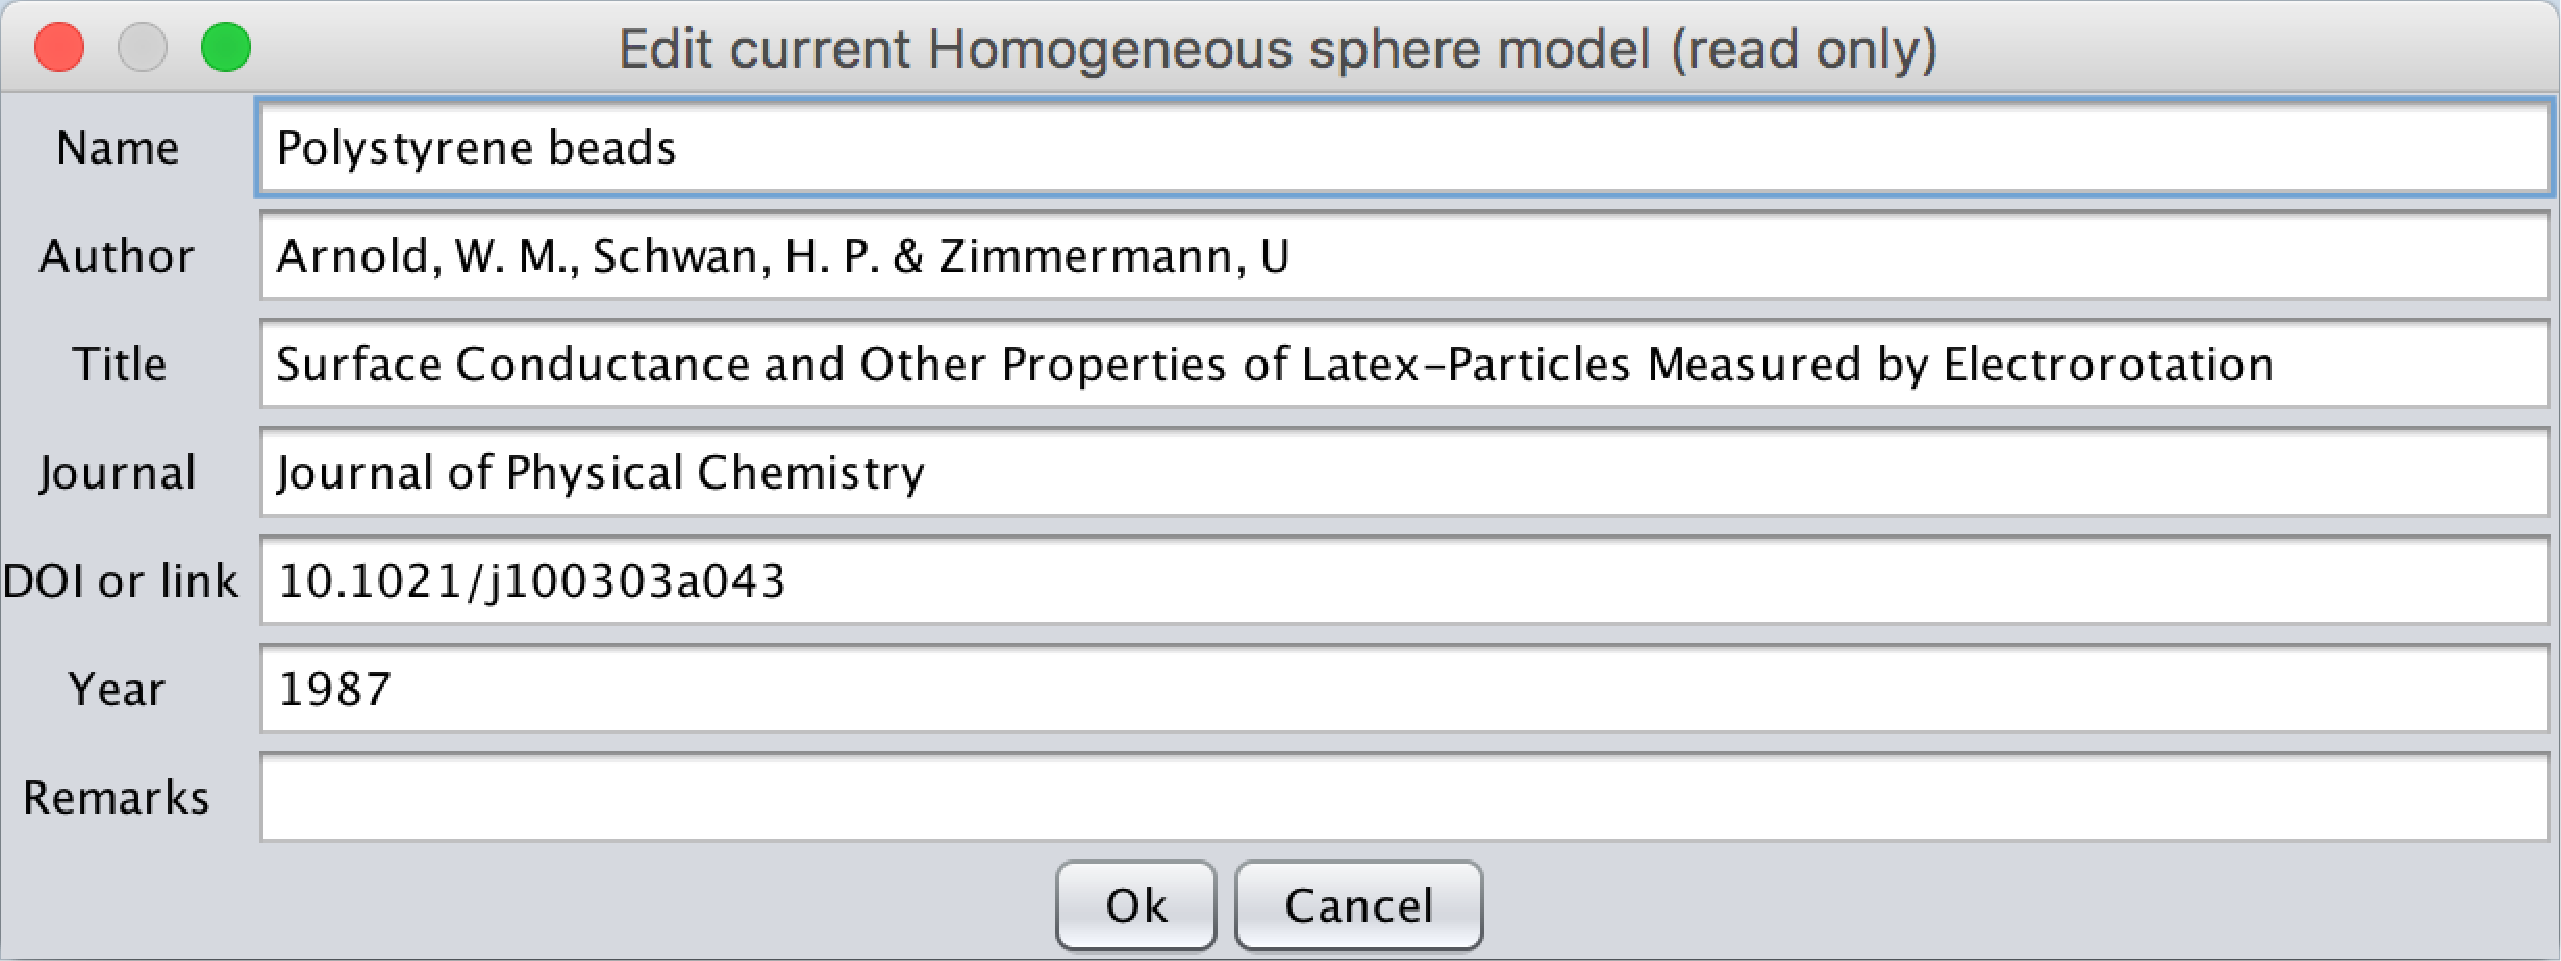 Edit current Homogeneous sphere model (read only)
Name Polystyrene beads
Author Arnold, W. M., Schwan, H. P. & Zimmermann, U
Title Surface Conductance and Other Properties of Latex-Particles Measured by Electrorotation
Journal Journal of Physical Chemistry
DOI or link 10.1021/j100303a043
Year 1987
Remarks
Ok Cancel